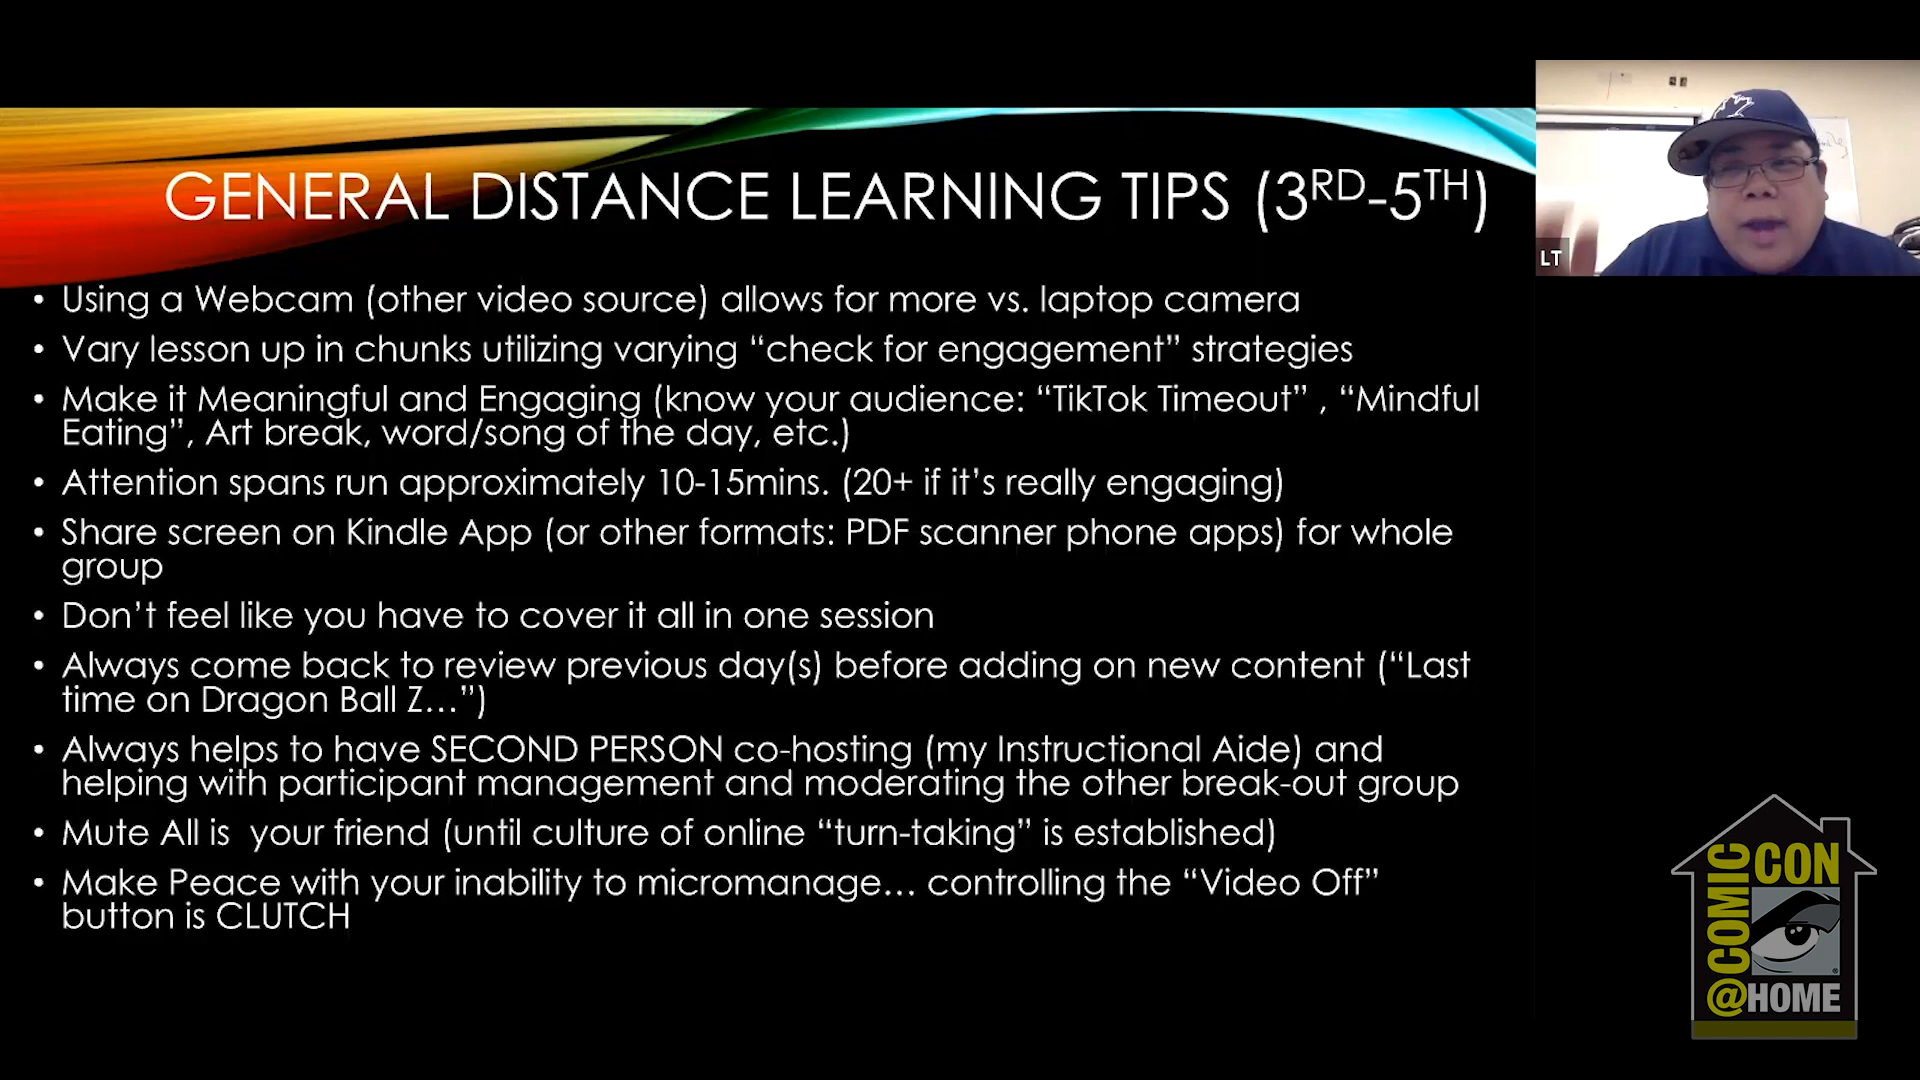 GENERAL DISTANCE LEARNING TIPS (3RD-5TH)
LT
• Using a Webcam (other video source) allows for more vs. laptop camera
• Vary lesson up in chunks utilizing varying “check for engagement” strategies
• Make it Meaningful and Engaging (know your audience: “TikTok Timeout” , “Mindful
Eating”, Art break, word/song of the day, etc.)
• Attention spans run approximately 10-15mins. (20+ if it’s really engaging)
• Share screen on Kindle App (or other formats: PDF scanner phone apps) for whole
group
• Don’t feel like you have to cover it all in one session
• Always come back to review previous day(s) before adding on new content (“Last
time on Dragon Ball Z…”)
• Always helps to have SECOND PERSON co-hosting (my Instructional Aide) and
helping with participant management and moderating the other break-out group
• Mute All is  your friend (until culture of online “turn-taking” is established)
• Make Peace with your inability to micromanage… controlling the “Video Off”
button is CLUTCH
COMIC
CON
@HOME